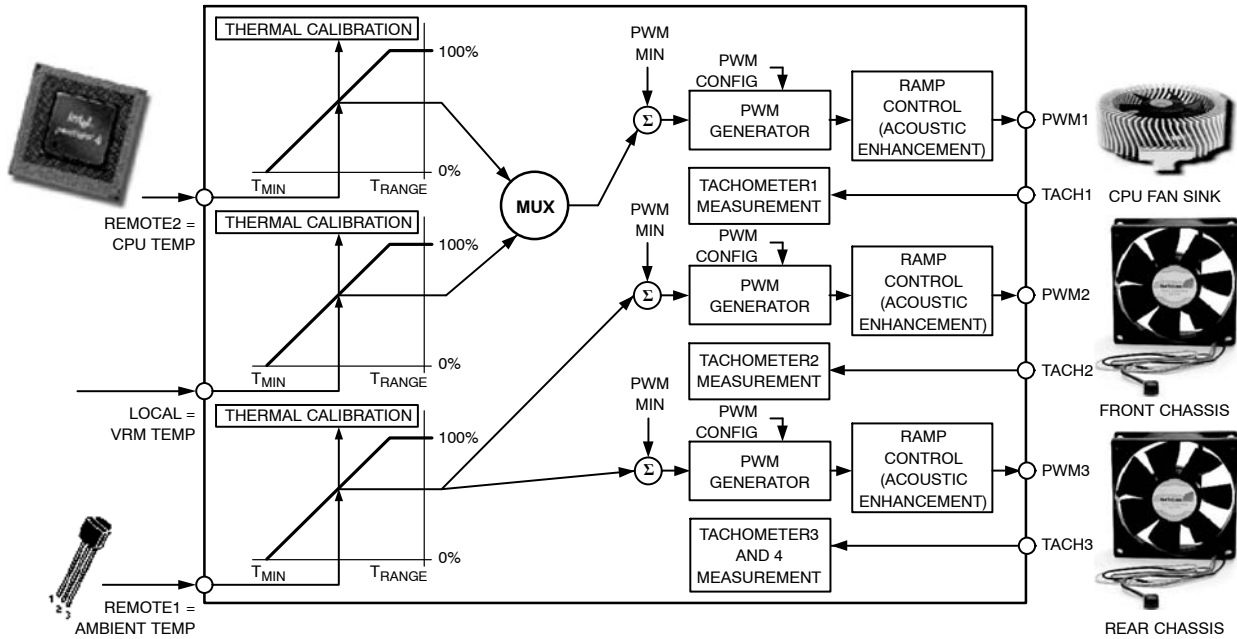 THERMAL CALIBRATION
100%
0%
TMIN
TRANGE
REMOTE2 =
CPU TEMP
THERMAL CALIBRATION
100%
0%
TMIN
TRANGE
LOCAL =
VRM TEMP
THERMAL CALIBRATION
100%
0%
TMIN
TRANGE
REMOTE1 =
AMBIENT TEMP
1
2
3
intel
MUX
PWM
MIN
Σ
PWM
CONFIG
PWM
GENERATOR
RAMP
CONTROL
(ACOUSTIC
ENHANCEMENT)
PWM1
TACHOMETER1
MEASUREMENT
TACH1
CPU FAN SINK
PWM
MIN
Σ
PWM
CONFIG
PWM
GENERATOR
RAMP
CONTROL
(ACOUSTIC
ENHANCEMENT)
PWM2
TACHOMETER2
MEASUREMENT
TACH2
FRONT CHASSIS
PWM
MIN
Σ
PWM
CONFIG
PWM
GENERATOR
RAMP
CONTROL
(ACOUSTIC
ENHANCEMENT)
PWM3
TACHOMETER3
AND 4
MEASUREMENT
TACH3
REAR CHASSIS